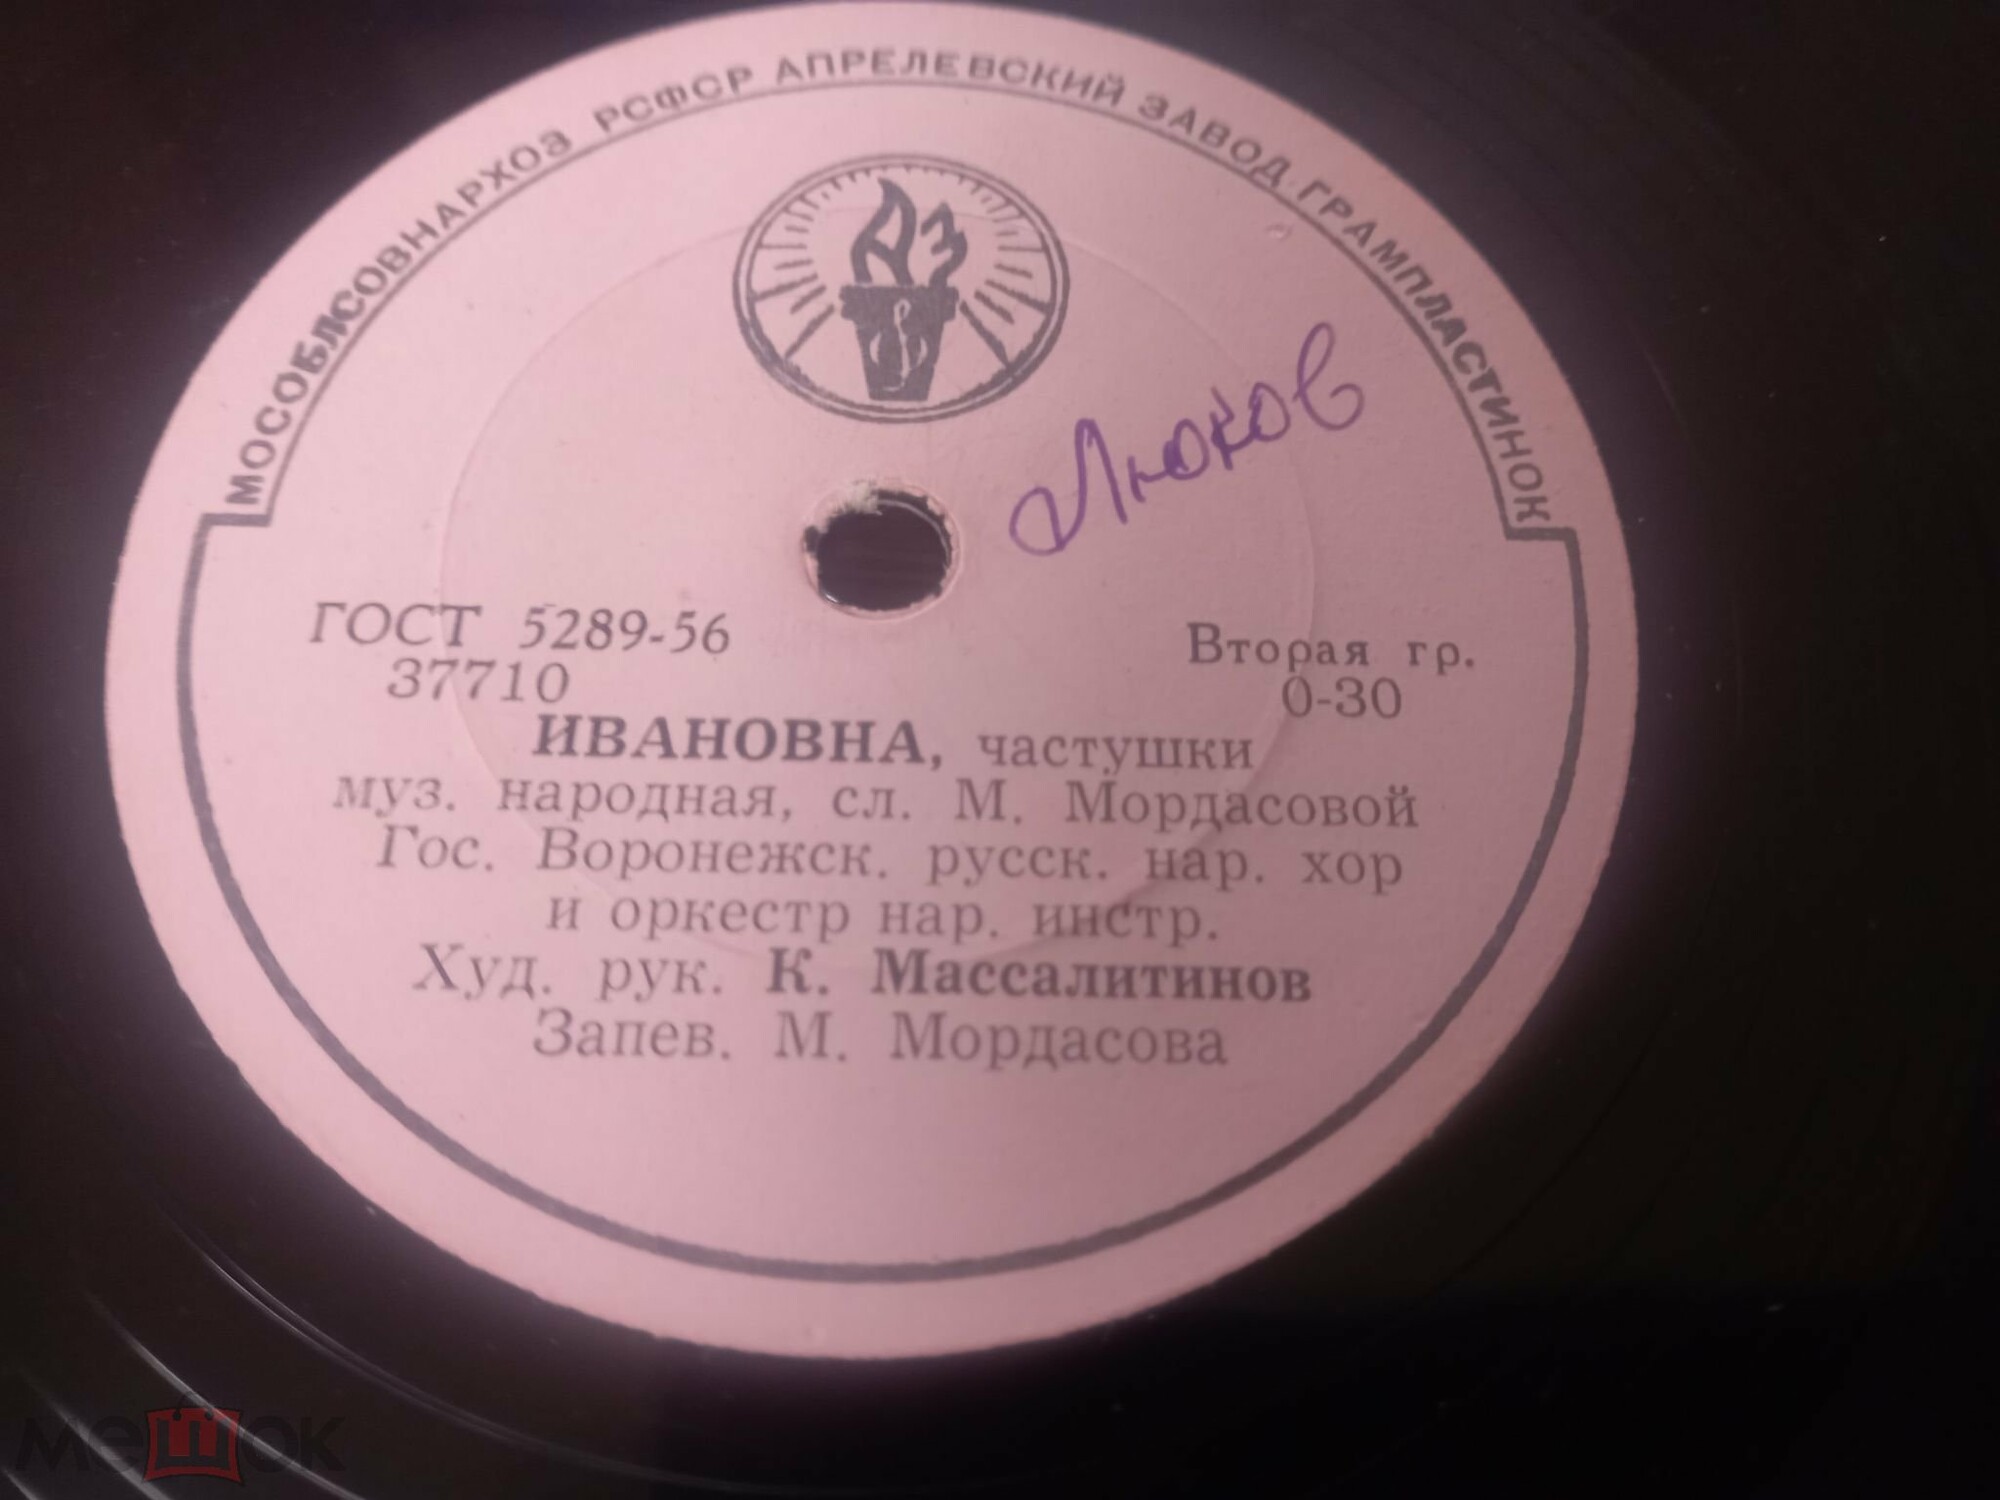 МОСОБЛСОВНАРХОЗ РСФСР АПРЕЛЕВСКИЙ ЗАВОД ГРАМПЛАСТИНОК
АЗ
ГОСТ 5289-56
37710
Вторая гр.
0-30
ИВАНОВНА, частушки
муз. народная, сл. М. Мордасовой
Гос. Воронежск. русск. нар. хор
и оркестр нар. инстр.
Худ. рук. К. Массалитинов
Запев. М. Мордасова
мешок